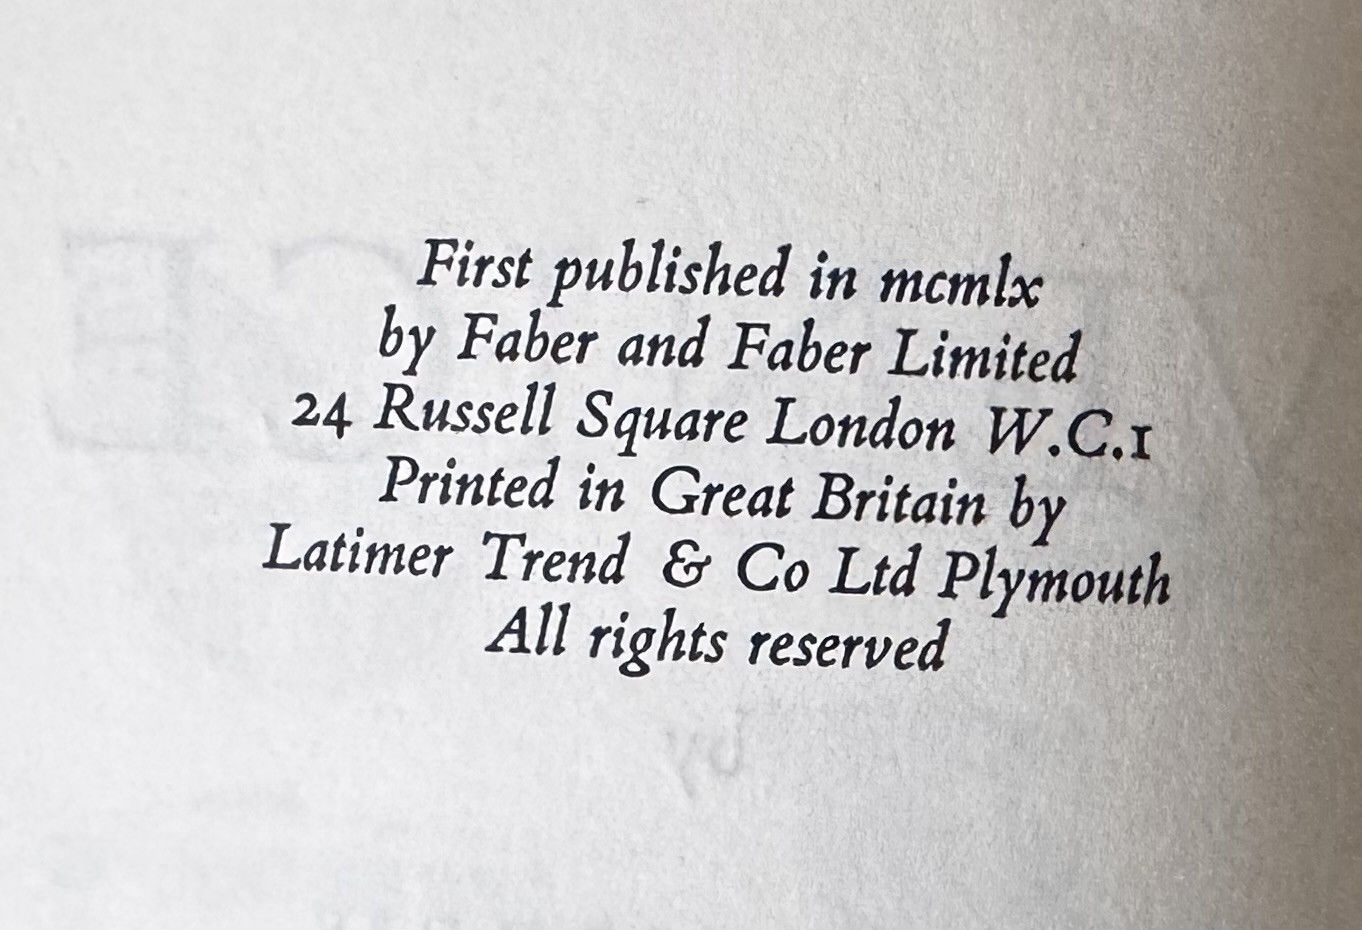 First published in mcmlx
by Faber and Faber Limited
24 Russell Square London W.C.1
Printed in Great Britain by
Latimer Trend & Co Ltd Plymouth
All rights reserved
by